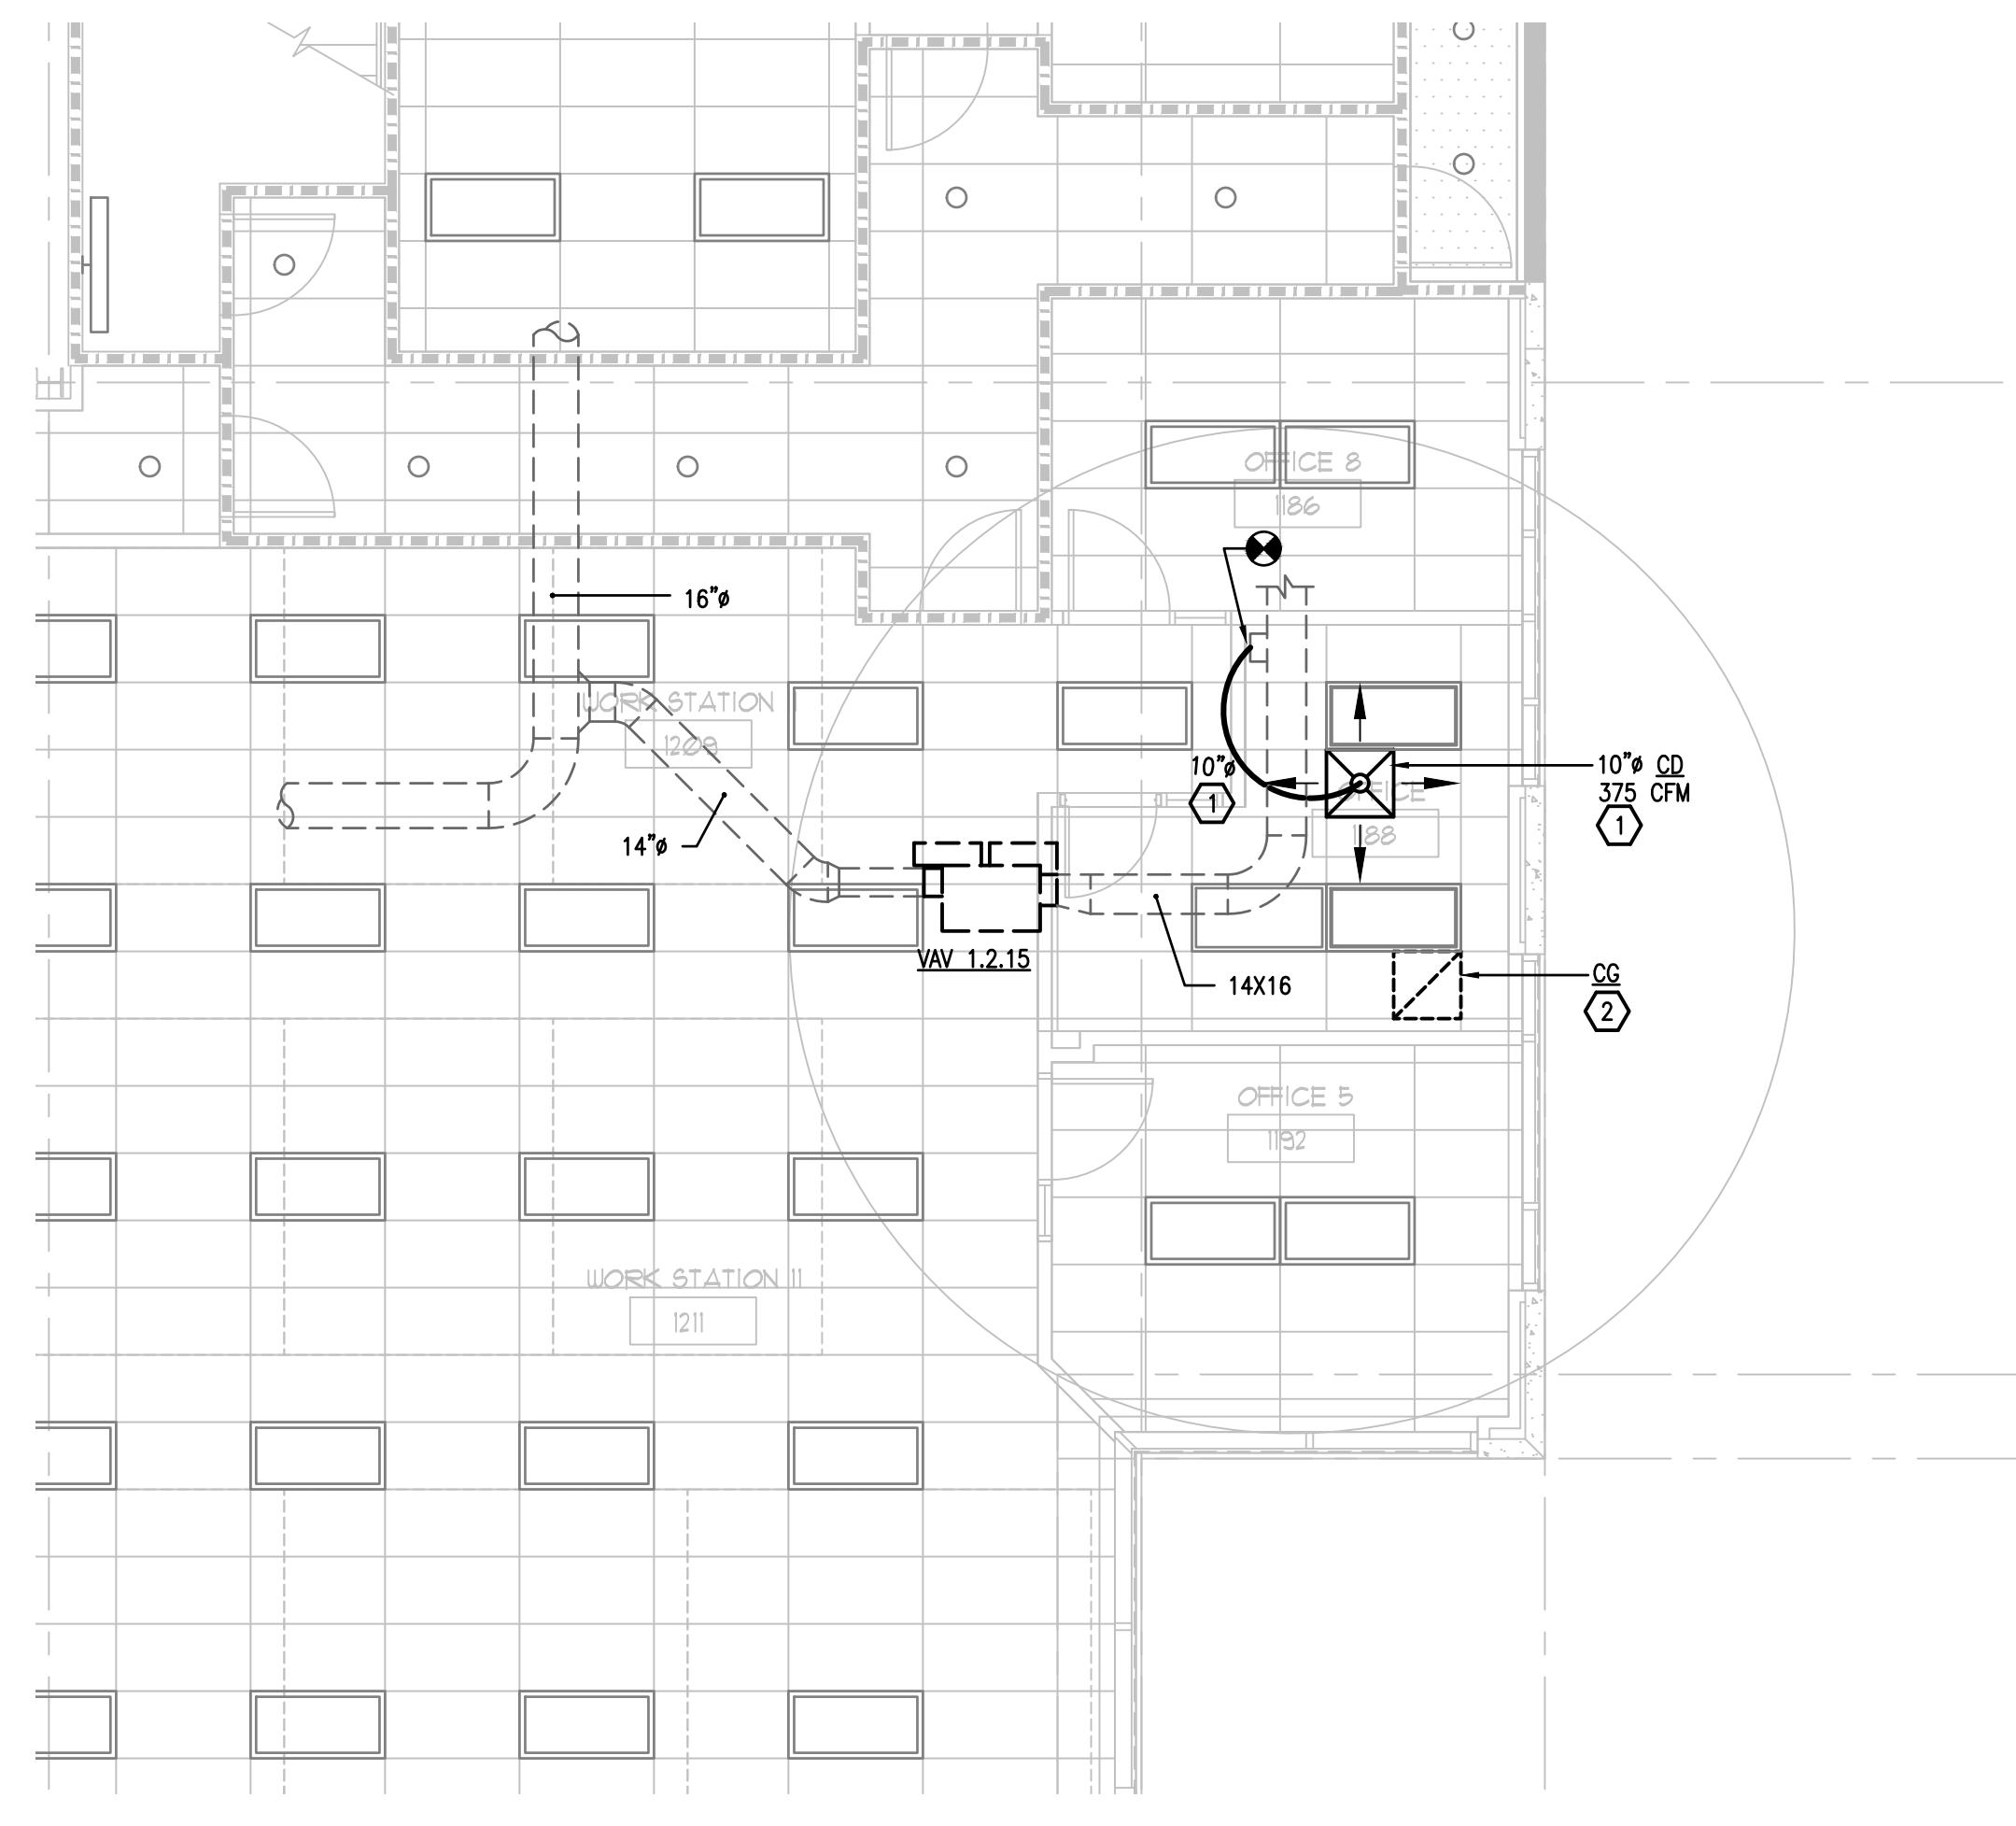 OFFICE 8
1186
16"ø
WORK STATION
1209
10"ø
1
10"ø CD
375 CFM
1
OFFICE
1188
14"ø
VAV 1.2.15
14X16
CG
2
OFFICE 5
1192
WORK STATION 11
1211